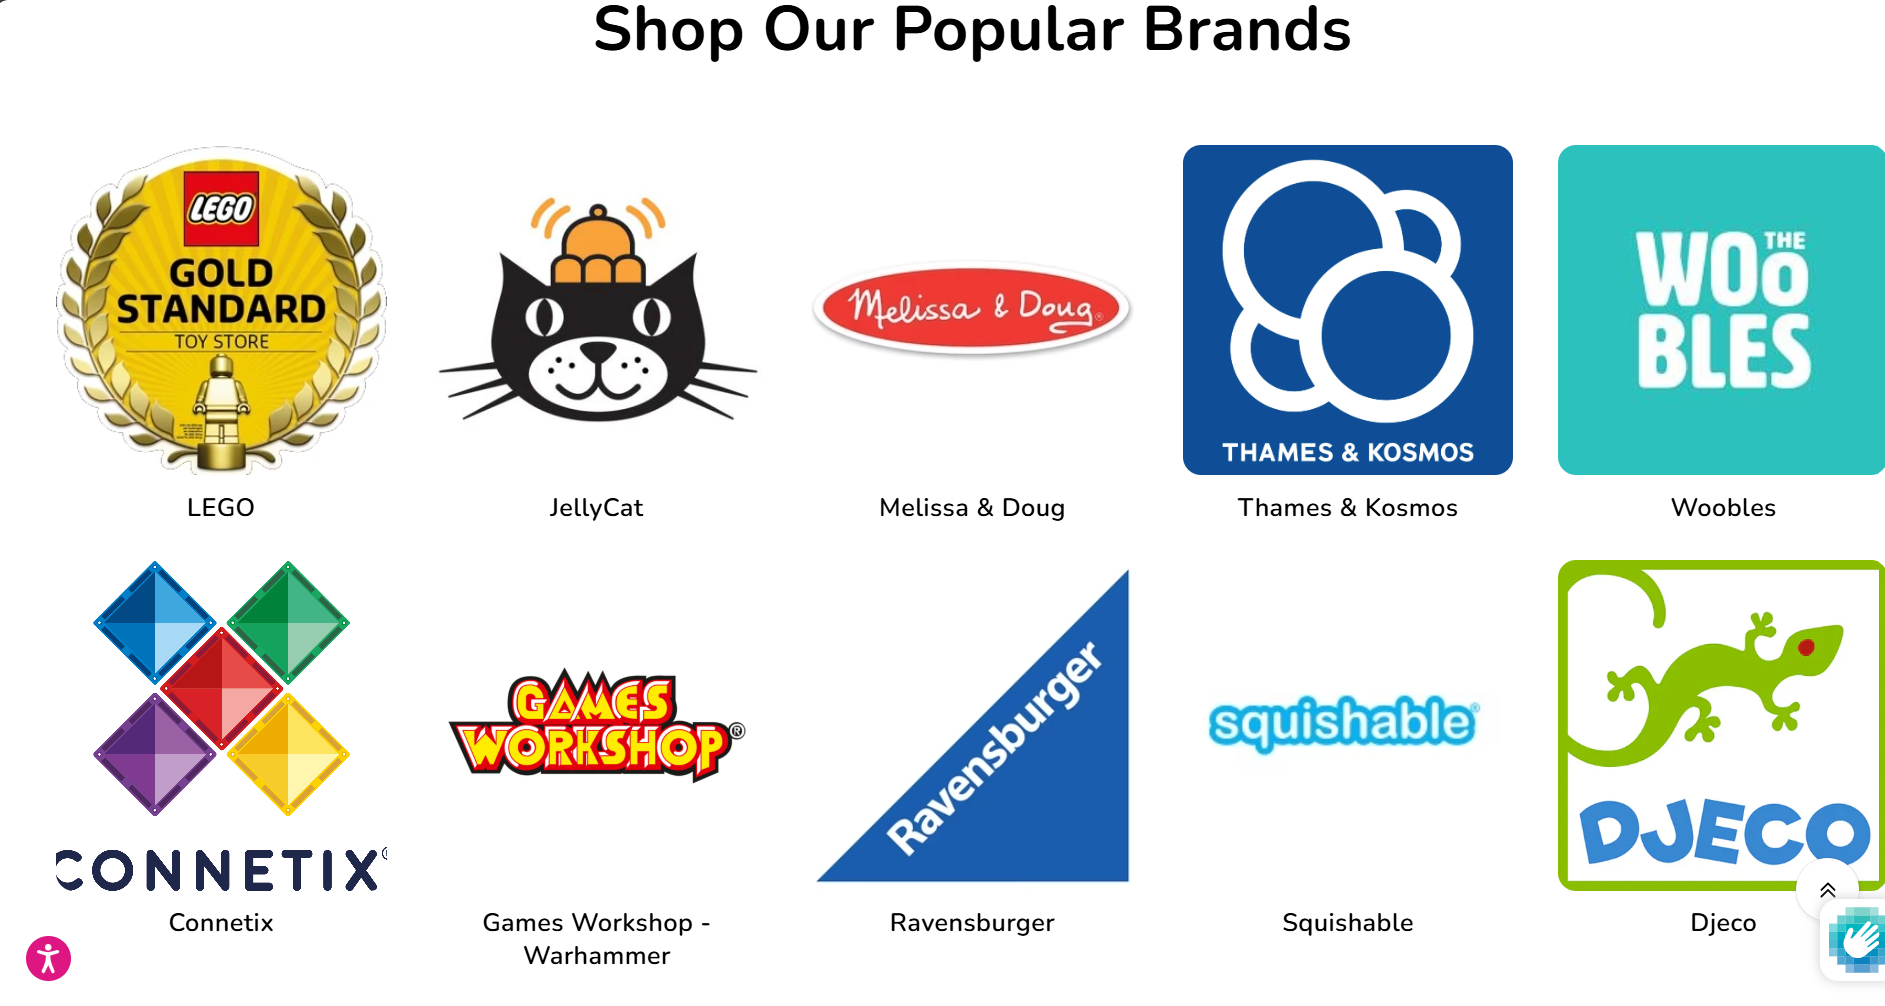 Shop Our Popular Brands
LEGO
GOLD
STANDARD
TOY STORE
LEGO
JellyCat
Melissa & Doug®
Melissa & Doug
THAMES & KOSMOS
Thames & Kosmos
THE
WOO
BLES
Woobles
CONNETIX®
Connetix
GAMES
WORKSHOP®
Games Workshop -
Warhammer
Ravensburger
Ravensburger
squishable®
Squishable
DJECO
Djeco